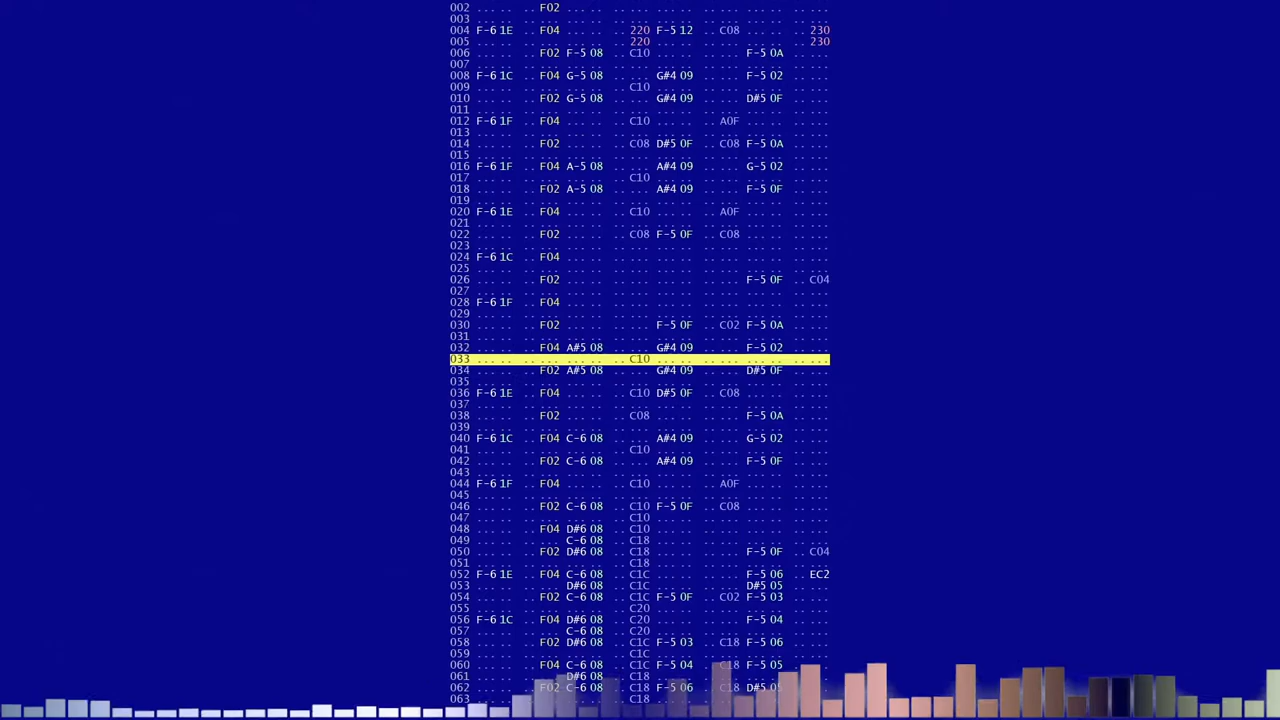 002 ... .. .. F02 ... .. .. ... ... .. .. ... ... .. .. ...
003 ... .. .. ... ... .. .. ... ... .. .. ... ... .. .. ...
004 F-6 1E .. F04 ... .. .. 220 F-5 12 .. C08 ... .. .. 230
005 ... .. .. ... ... .. .. 220 ... .. .. ... ... .. .. 230
006 ... .. .. F02 F-5 08 .. C10 ... .. .. ... F-5 0A .. ...
007 ... .. .. ... ... .. .. ... ... .. .. ... ... .. .. ...
008 F-6 1C .. F04 G-5 08 .. ... G#4 09 .. ... F-5 02 .. ...
009 ... .. .. ... ... .. .. C10 ... .. .. ... ... .. .. ...
010 ... .. .. F02 G-5 08 .. ... G#4 09 .. ... D#5 0F .. ...
011 ... .. .. ... ... .. .. ... ... .. .. ... ... .. .. ...
012 F-6 1F .. F04 ... .. .. C10 ... .. .. A0F ... .. .. ...
013 ... .. .. ... ... .. .. ... ... .. .. ... ... .. .. ...
014 ... .. .. F02 ... .. .. C08 D#5 0F .. C08 F-5 0A .. ...
015 ... .. .. ... ... .. .. ... ... .. .. ... ... .. .. ...
016 F-6 1F .. F04 A-5 08 .. ... A#4 09 .. ... G-5 02 .. ...
017 ... .. .. ... ... .. .. C10 ... .. .. ... ... .. .. ...
018 ... .. .. F02 A-5 08 .. ... A#4 09 .. ... F-5 0F .. ...
019 ... .. .. ... ... .. .. ... ... .. .. ... ... .. .. ...
020 F-6 1E .. F04 ... .. .. C10 ... .. .. A0F ... .. .. ...
021 ... .. .. ... ... .. .. ... ... .. .. ... ... .. .. ...
022 ... .. .. F02 ... .. .. C08 F-5 0F .. C08 ... .. .. ...
023 ... .. .. ... ... .. .. ... ... .. .. ... ... .. .. ...
024 F-6 1C .. F04 ... .. .. ... ... .. .. ... ... .. .. ...
025 ... .. .. ... ... .. .. ... ... .. .. ... ... .. .. ...
026 ... .. .. F02 ... .. .. ... ... .. .. ... F-5 0F .. C04
027 ... .. .. ... ... .. .. ... ... .. .. ... ... .. .. ...
028 F-6 1F .. F04 ... .. .. ... ... .. .. ... ... .. .. ...
029 ... .. .. ... ... .. .. ... ... .. .. ... ... .. .. ...
030 ... .. .. F02 ... .. .. ... F-5 0F .. C02 F-5 0A .. ...
031 ... .. .. ... ... .. .. ... ... .. .. ... ... .. .. ...
032 ... .. .. F04 A#5 08 .. ... G#4 09 .. ... F-5 02 .. ...
033 ... .. .. ... ... .. .. C10 ... .. .. ... ... .. .. ...
034 ... .. .. F02 A#5 08 .. ... G#4 09 .. ... D#5 0F .. ...
035 ... .. .. ... ... .. .. ... ... .. .. ... ... .. .. ...
036 F-6 1E .. F04 ... .. .. C10 D#5 0F .. C08 ... .. .. ...
037 ... .. .. ... ... .. .. ... ... .. .. ... ... .. .. ...
038 ... .. .. F02 ... .. .. C08 ... .. .. ... F-5 0A .. ...
039 ... .. .. ... ... .. .. ... ... .. .. ... ... .. .. ...
040 F-6 1C .. F04 C-6 08 .. ... A#4 09 .. ... G-5 02 .. ...
041 ... .. .. ... ... .. .. C10 ... .. .. ... ... .. .. ...
042 ... .. .. F02 C-6 08 .. ... A#4 09 .. ... F-5 0F .. ...
043 ... .. .. ... ... .. .. ... ... .. .. ... ... .. .. ...
044 F-6 1F .. F04 ... .. .. C10 ... .. .. A0F ... .. .. ...
045 ... .. .. ... ... .. .. ... ... .. .. ... ... .. .. ...
046 ... .. .. F02 C-6 08 .. C10 F-5 0F .. C08 ... .. .. ...
047 ... .. .. ... ... .. .. C10 ... .. .. ... ... .. .. ...
048 ... .. .. F04 D#6 08 .. C10 ... .. .. ... ... .. .. ...
049 ... .. .. ... C-6 08 .. C18 ... .. .. ... ... .. .. ...
050 ... .. .. F02 D#6 08 .. C18 ... .. .. ... F-5 0F .. C04
051 ... .. .. ... ... .. .. C18 ... .. .. ... ... .. .. ...
052 F-6 1E .. F04 C-6 08 .. C1C ... .. .. ... F-5 06 .. EC2
053 ... .. .. ... D#6 08 .. C1C ... .. .. ... D#5 05 .. ...
054 ... .. .. F02 C-6 08 .. C1C F-5 0F .. C02 F-5 03 .. ...
055 ... .. .. ... ... .. .. C20 ... .. .. ... ... .. .. ...
056 F-6 1C .. F04 D#6 08 .. C20 ... .. .. ... F-5 04 .. ...
057 ... .. .. ... C-6 08 .. C20 ... .. .. ... ... .. .. ...
058 ... .. .. F02 D#6 08 .. C1C F-5 03 .. C18 F-5 06 .. ...
059 ... .. .. ... ... .. .. C1C ... .. .. ... ... .. .. ...
060 ... .. .. F04 C-6 08 .. C1C F-5 04 .. C18 F-5 05 .. ...
061 ... .. .. ... D#6 08 .. C18 ... .. .. ... ... .. .. ...
062 ... .. .. F02 C-6 08 .. C18 F-5 06 .. C18 D#5 05 .. ...
063 ... .. .. ... ... .. .. C18 ... .. .. ... ... .. .. ...